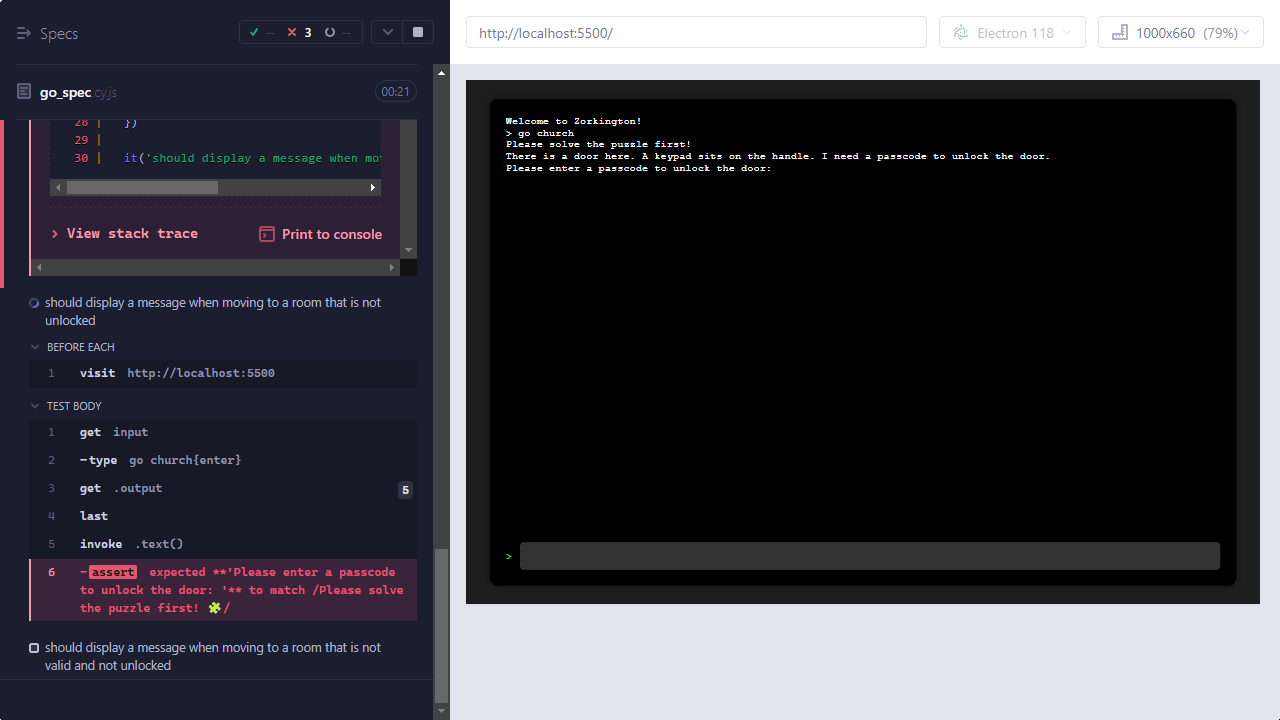 Specs
-- 3 --
http://localhost:5500/
Electron 118
1000x660 (79%)
go_spec.cy.js
00:21
28 | })
29 |
30 | it('should display a message when mov
View stack trace
Print to console
should display a message when moving to a room that is not
unlocked
BEFORE EACH
1 visit http://localhost:5500
TEST BODY
1 get input
2 -type go church{enter}
3 get .output 5
4 last
5 invoke .text()
6 -assert expected **'Please enter a passcode
to unlock the door: '** to match /Please solve
the puzzle first! 🧩/
should display a message when moving to a room that is not
valid and not unlocked
Welcome to Zorkington!
> go church
Please solve the puzzle first!
There is a door here. A keypad sits on the handle. I need a passcode to unlock the door.
Please enter a passcode to unlock the door:
>